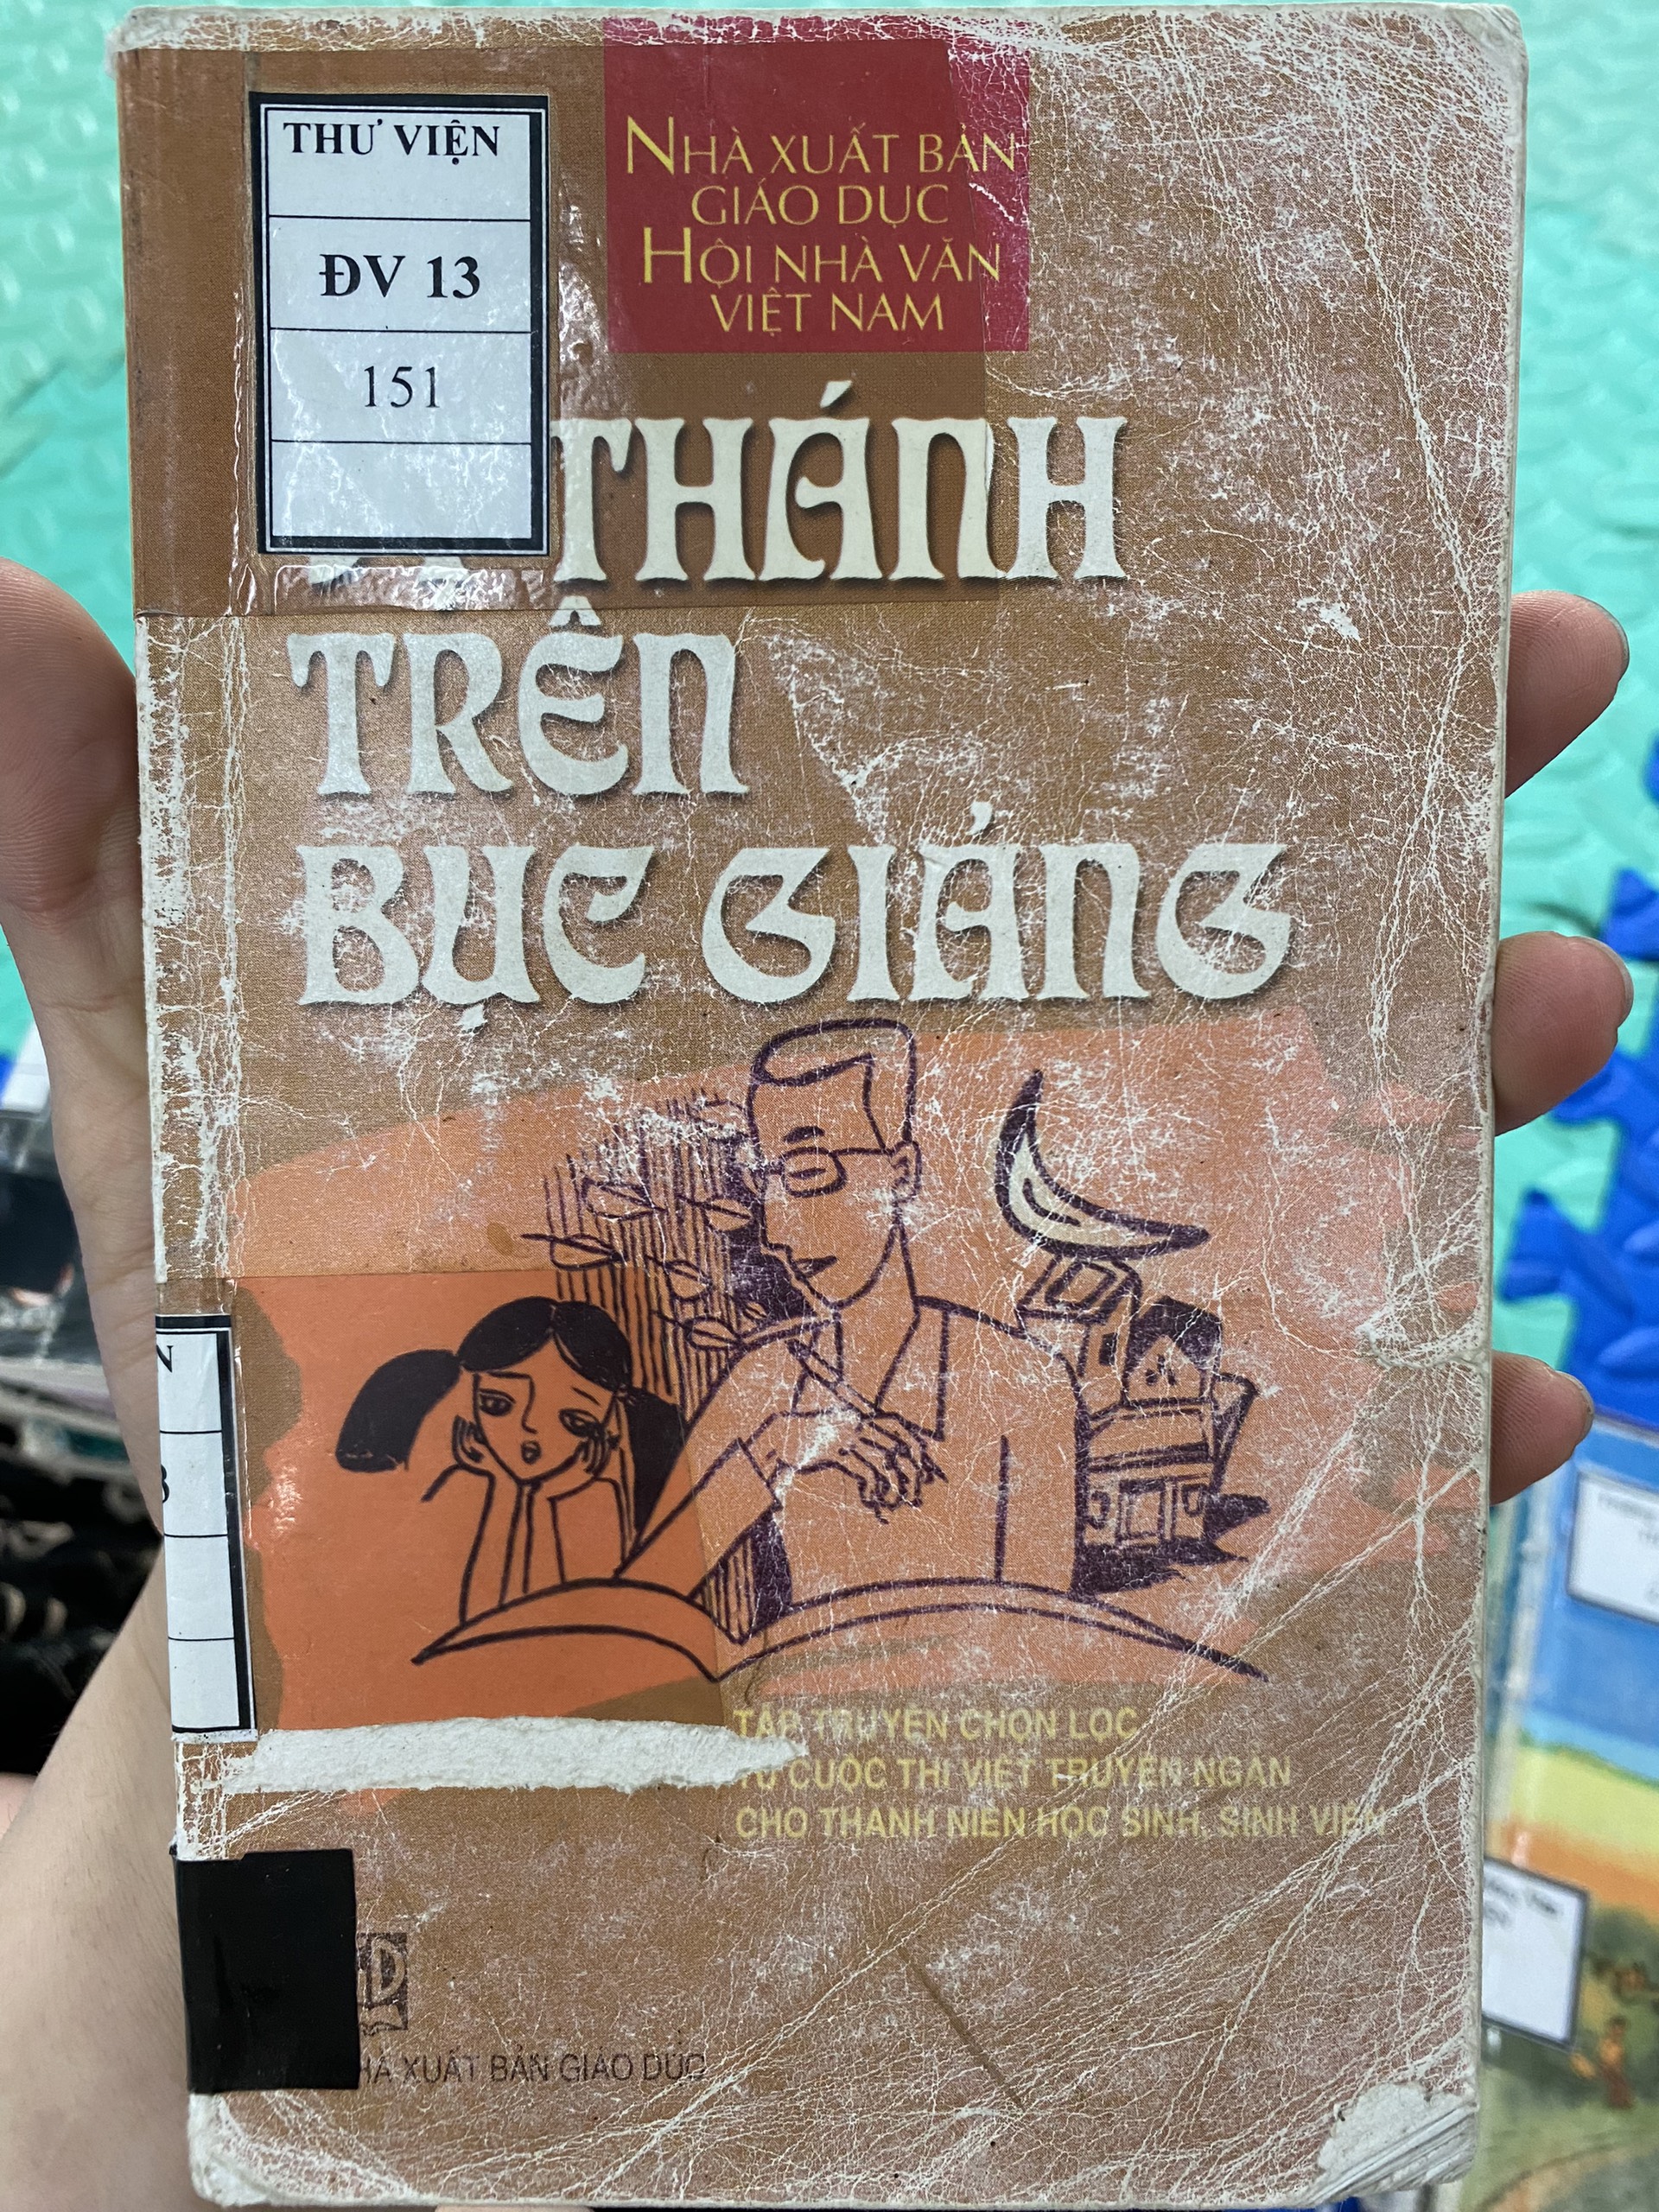 THƯ VIỆN
ĐV 13
151
NHÀ XUẤT BẢN
GIÁO DỤC
HỘI NHÀ VĂN
VIỆT NAM
THÁNH
TRÊN
BỤC GIẢNG
TẬP TRUYỆN CHỌN LỌC
TỪ CUỘC THI VIẾT TRUYỆN NGẮN
CHO THANH NIÊN HỌC SINH, SINH VIÊN
N
3
D
HÀ XUẤT BẢN GIÁO DỤC